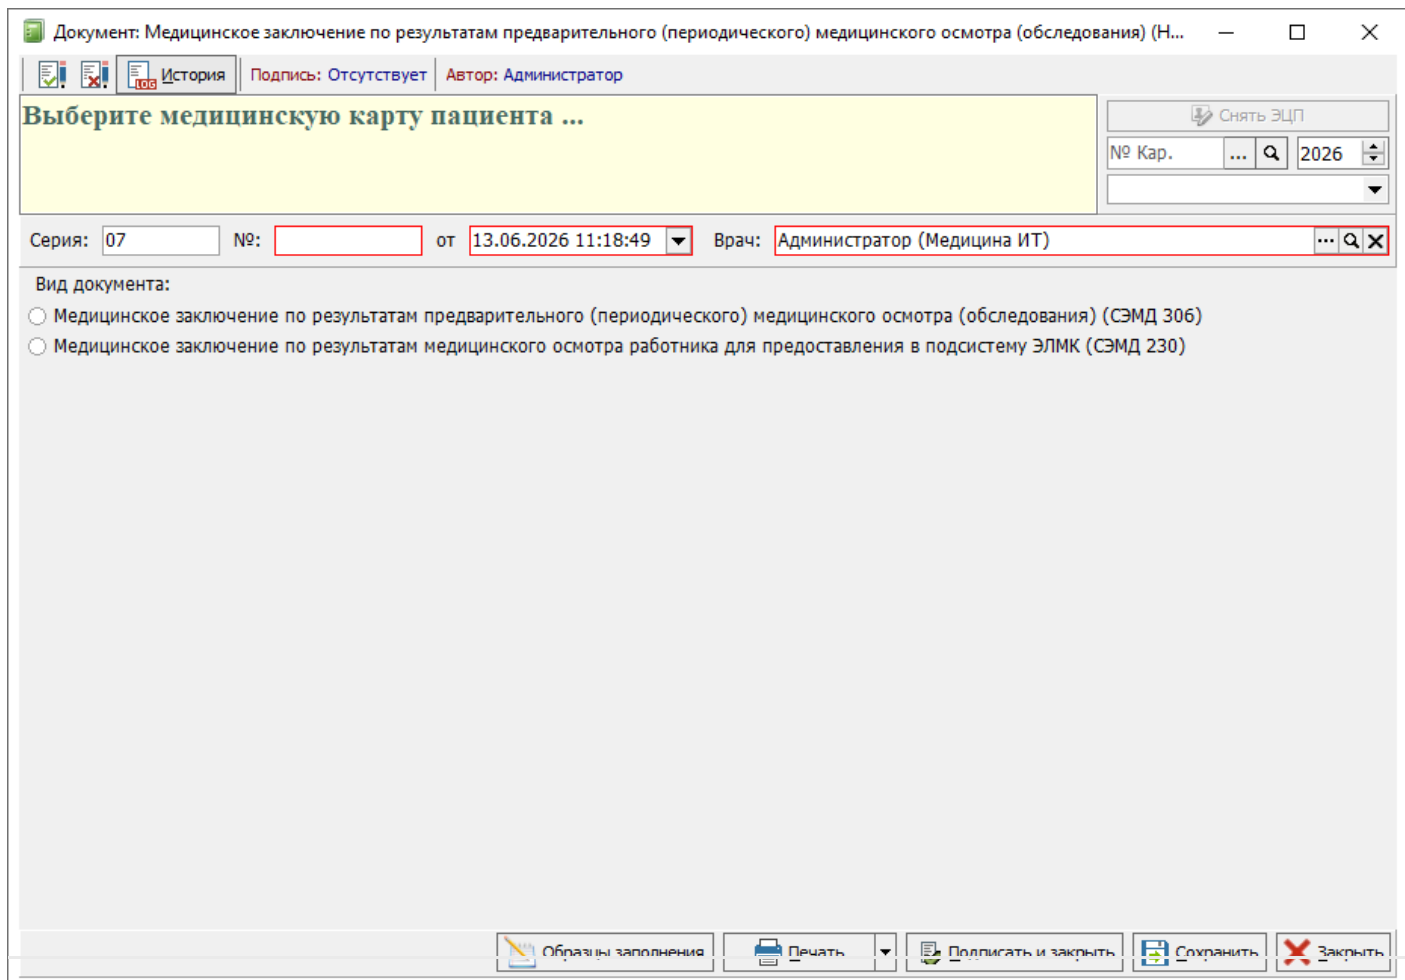 Документ: Медицинское заключение по результатам предварительного (периодического) медицинского осмотра (обследования) (Н...
LOG История Подпись: Отсутствует Автор: Администратор
Выберите медицинскую карту пациента ...
Снять ЭЦП
№ Кар. ... 2026
Серия: 07 №: от 13.06.2026 11:18:49 Врач: Администратор (Медицина ИТ) ...
Вид документа:
Медицинское заключение по результатам предварительного (периодического) медицинского осмотра (обследования) (СЭМД 306)
Медицинское заключение по результатам медицинского осмотра работника для предоставления в подсистему ЭЛМК (СЭМД 230)
Образцы заполнения Печать Подписать и закрыть Сохранить Закрыть